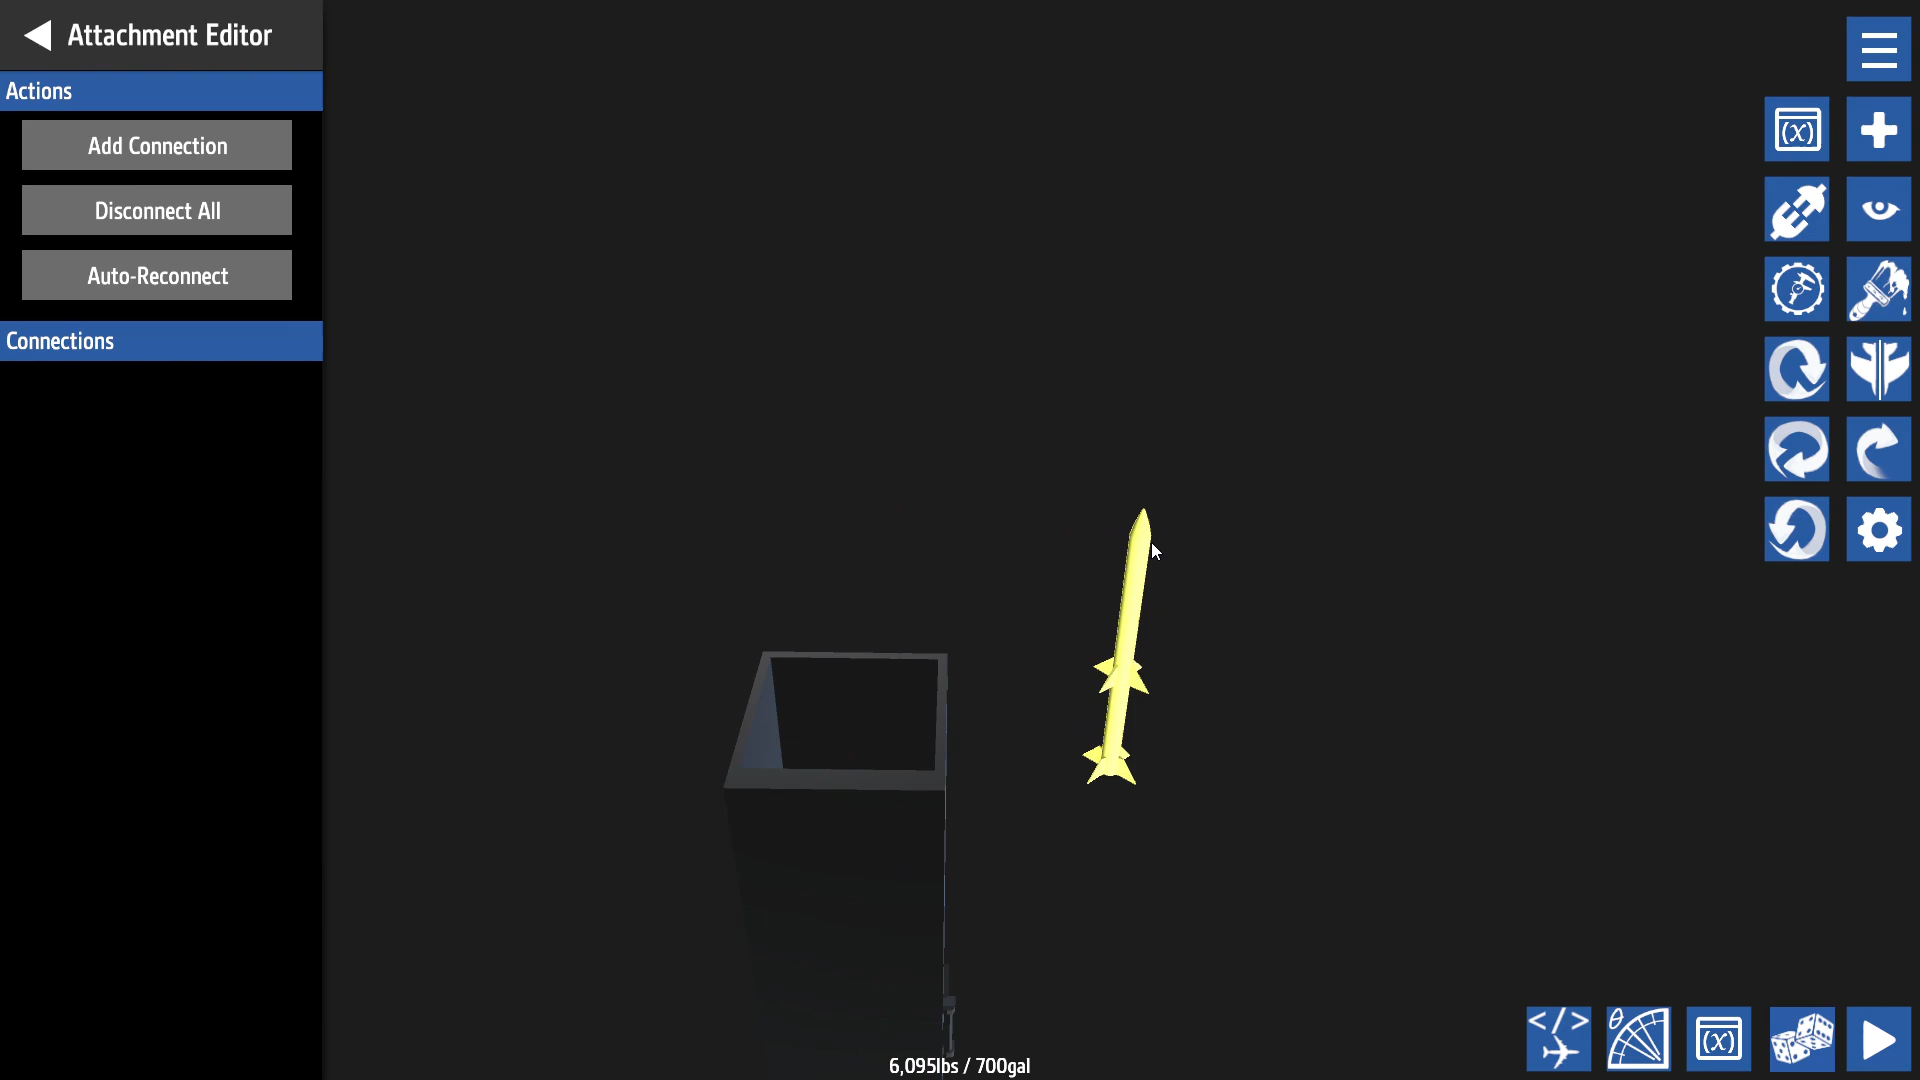 Attachment Editor
Actions
Add Connection
Disconnect All
Auto-Reconnect
Connections
(x)
</>
θ
(x)
6,095lbs / 700gal